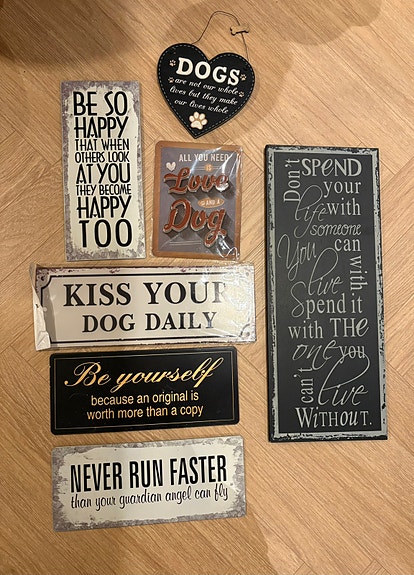 DOGS
are not our whole
lives but they make
our lives whole
BE SO
HAPPY
THAT WHEN
OTHERS LOOK
AT YOU
THEY BECOME
HAPPY
TOO
ALL YOU NEED
IS
Love
AND A
Dog
Don't SPEND
your
life with
someone
You can
live with
Spend it
with THE
one you
can't live
WITHOUT.
KISS YOUR
DOG DAILY
Be yourself
because an original is
worth more than a copy
NEVER RUN FASTER
than your guardian angel can fly